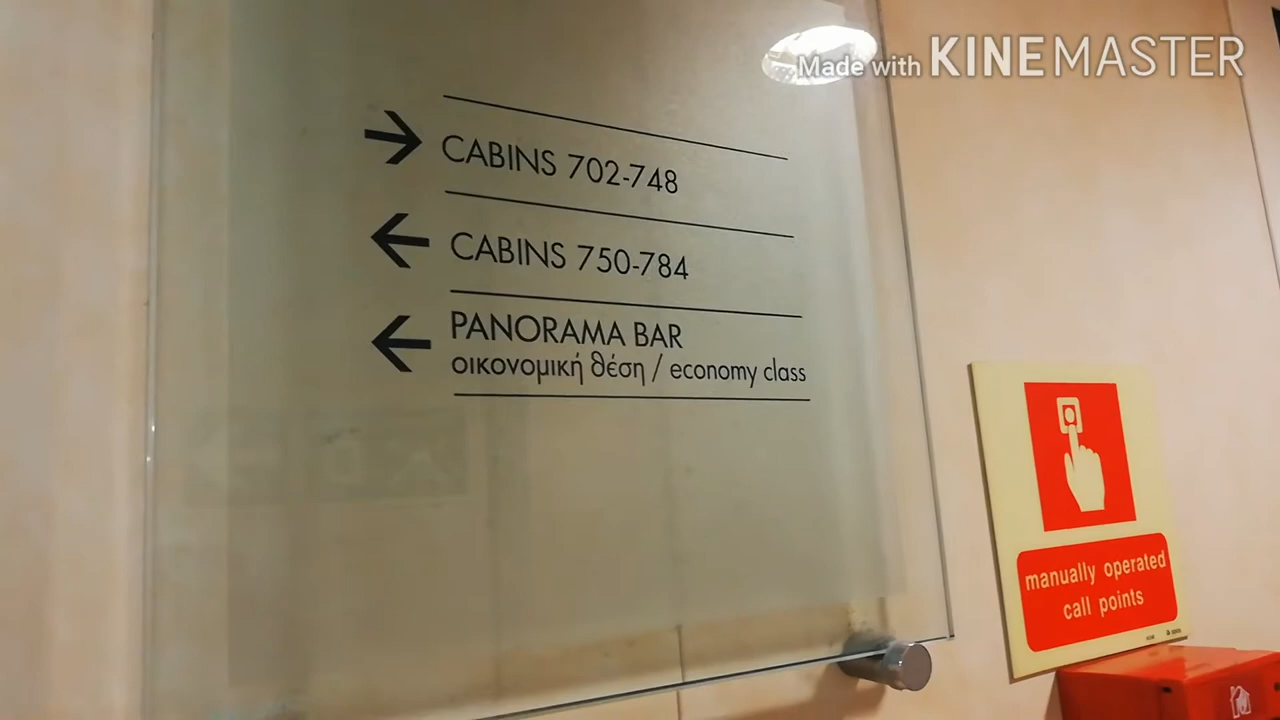 Made with KINEMASTER
CABINS 702-748
CABINS 750-784
PANORAMA BAR
οικονομική θέση / economy class
manually operated
call points